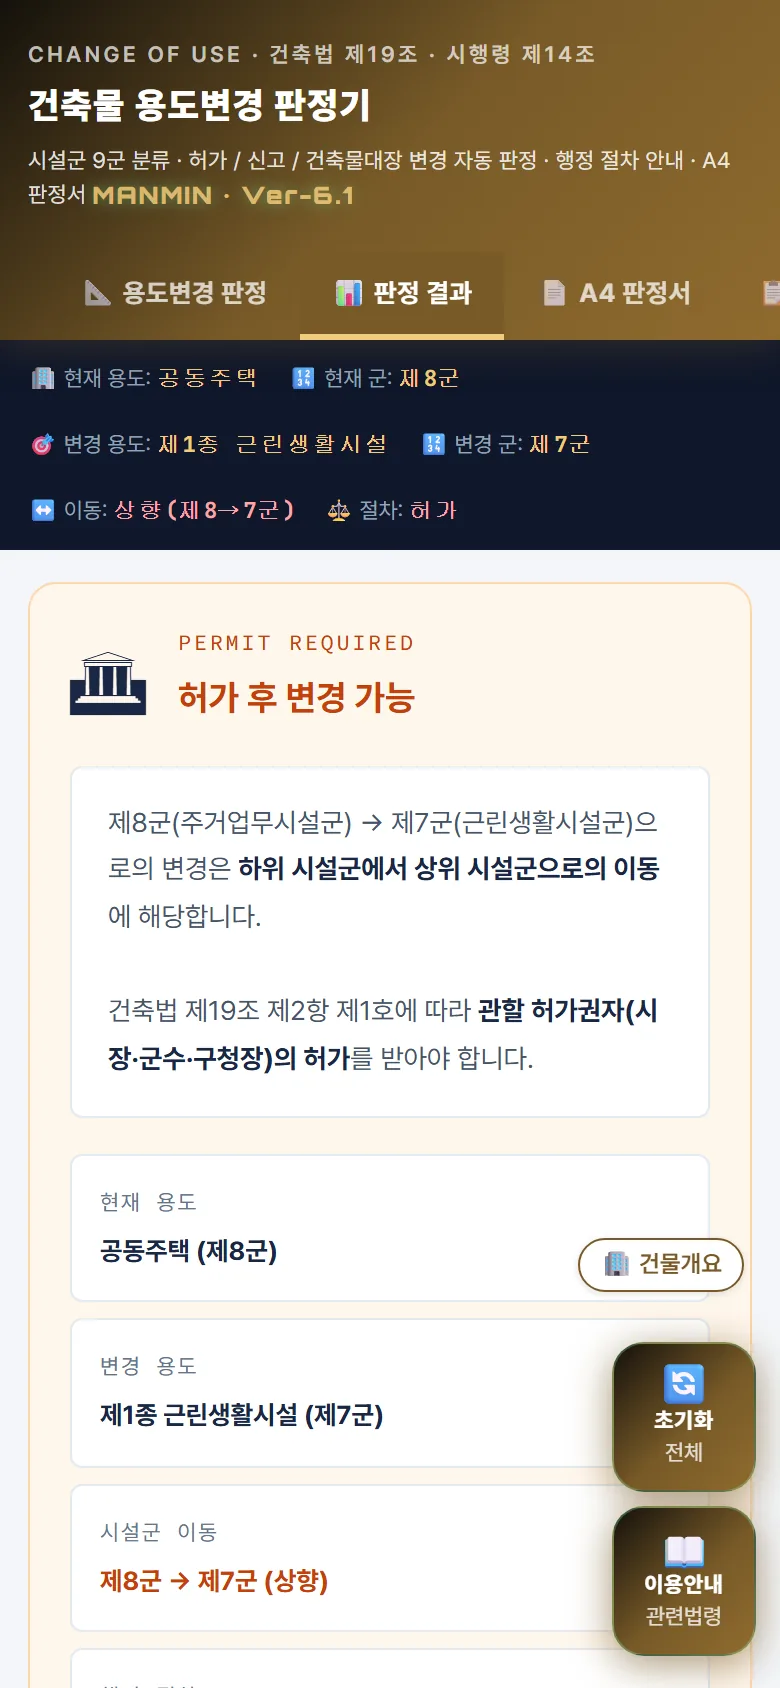 CHANGE OF USE · 건축법 제19조 · 시행령 제14조
건축물 용도변경 판정기
시설군 9군 분류 · 허가 / 신고 / 건축물대장 변경 자동 판정 · 행정 절차 안내 · A4
판정서 MANMIN · Ver-6.1
용도변경 판정
판정 결과
A4 판정서
현재 용도: 공동주택
현재 군: 제8군
변경 용도: 제1종 근린생활시설
변경 군: 제7군
이동: 상향(제8→7군)
절차: 허가
PERMIT REQUIRED
허가 후 변경 가능
제8군(주거업무시설군) → 제7군(근린생활시설군)으
로의 변경은 하위 시설군에서 상위 시설군으로의 이동
에 해당합니다.
건축법 제19조 제2항 제1호에 따라 관할 허가권자(시
장·군수·구청장)의 허가를 받아야 합니다.
현재 용도
공동주택 (제8군)
건물개요
변경 용도
제1종 근린생활시설 (제7군)
초기화
전체
시설군 이동
제8군 → 제7군 (상향)
이용안내
관련법령